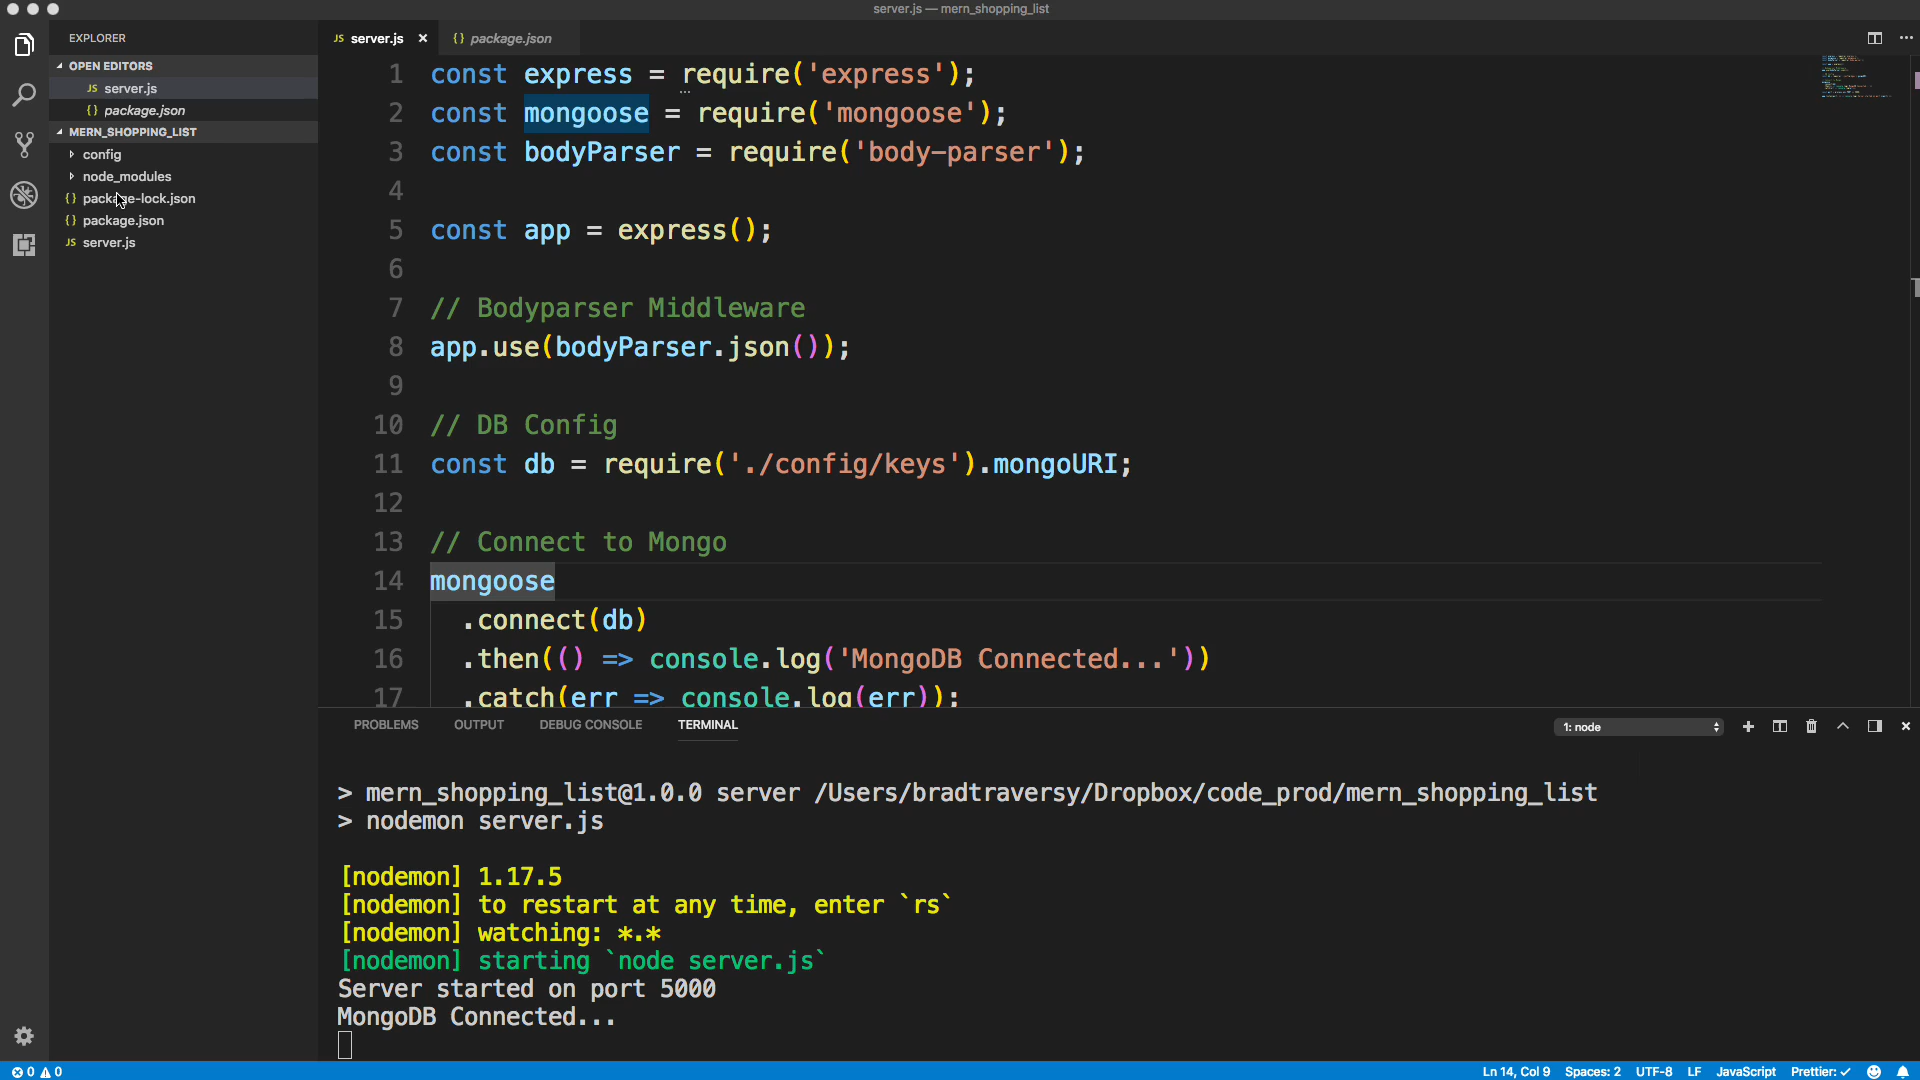 server.js — mern_shopping_list
EXPLORER
OPEN EDITORS
JS server.js
{} package.json
MERN_SHOPPING_LIST
config
node_modules
{} package-lock.json
{} package.json
JS server.js
JS server.js ×
{} package.json
1 const express = require('express');
2 const mongoose = require('mongoose');
3 const bodyParser = require('body-parser');
4
5 const app = express();
6
7 // Bodyparser Middleware
8 app.use(bodyParser.json());
9
10 // DB Config
11 const db = require('./config/keys').mongoURI;
12
13 // Connect to Mongo
14 mongoose
15 .connect(db)
16 .then(() => console.log('MongoDB Connected...'))
17 .catch(err => console.log(err));
PROBLEMS OUTPUT DEBUG CONSOLE TERMINAL 1: node
> mern_shopping_list@1.0.0 server /Users/bradtraversy/Dropbox/code_prod/mern_shopping_list
> nodemon server.js
[nodemon] 1.17.5
[nodemon] to restart at any time, enter `rs`
[nodemon] watching: *.*
[nodemon] starting `node server.js`
Server started on port 5000
MongoDB Connected...
0 0 Ln 14, Col 9 Spaces: 2 UTF-8 LF JavaScript Prettier: ✓